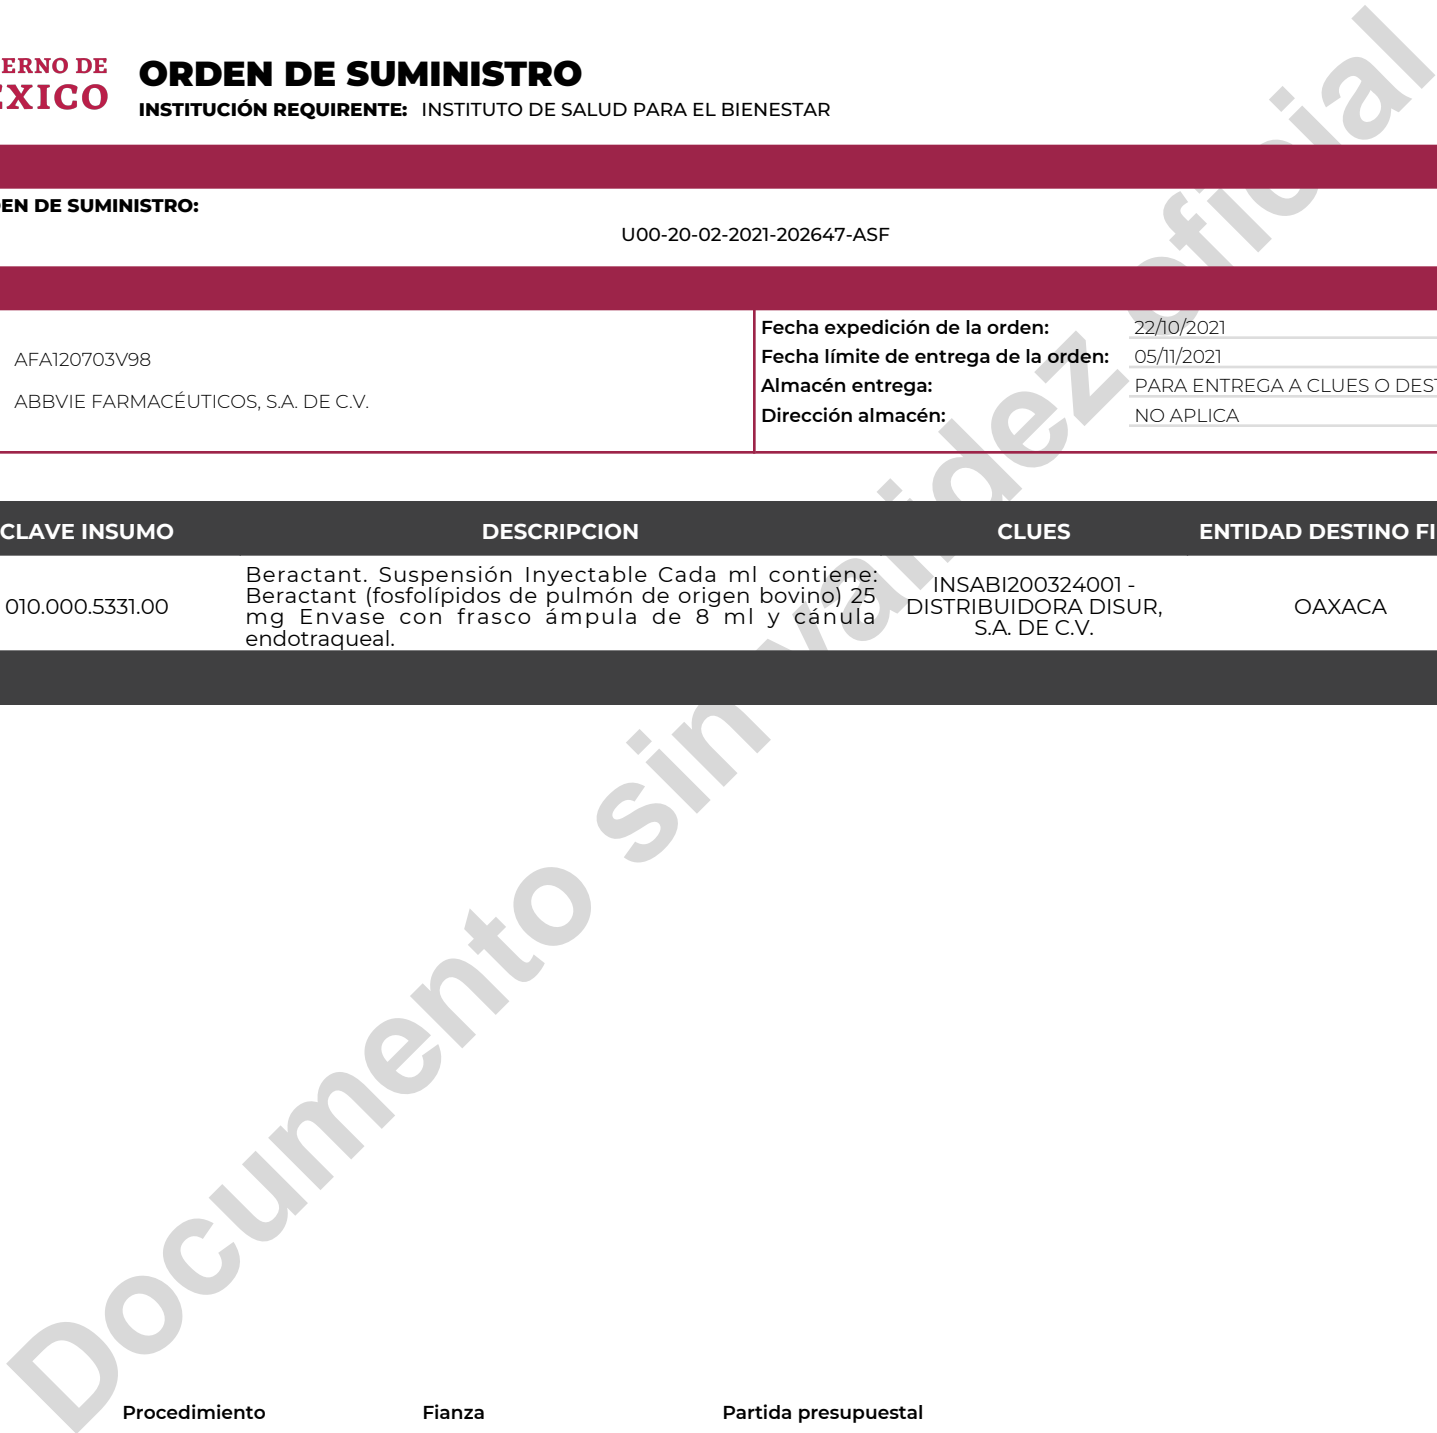 ERNO DE
EXICO
ORDEN DE SUMINISTRO
INSTITUCIÓN REQUIRENTE: INSTITUTO DE SALUD PARA EL BIENESTAR
EN DE SUMINISTRO:
U00-20-02-2021-202647-ASF
AFA120703V98
ABBVIE FARMACÉUTICOS, S.A. DE C.V.
Fecha expedición de la orden: 22/10/2021
Fecha límite de entrega de la orden: 05/11/2021
Almacén entrega: PARA ENTREGA A CLUES O DEST
Dirección almacén: NO APLICA
CLAVE INSUMO DESCRIPCION CLUES ENTIDAD DESTINO FI
010.000.5331.00
Beractant. Suspensión Inyectable Cada ml contiene:
Beractant (fosfolípidos de pulmón de origen bovino) 25
mg Envase con frasco ámpula de 8 ml y cánula
endotraqueal.
INSABI200324001 -
DISTRIBUIDORA DISUR,
S.A. DE C.V.
OAXACA
Documento sin validez oficial
Procedimiento Fianza Partida presupuestal